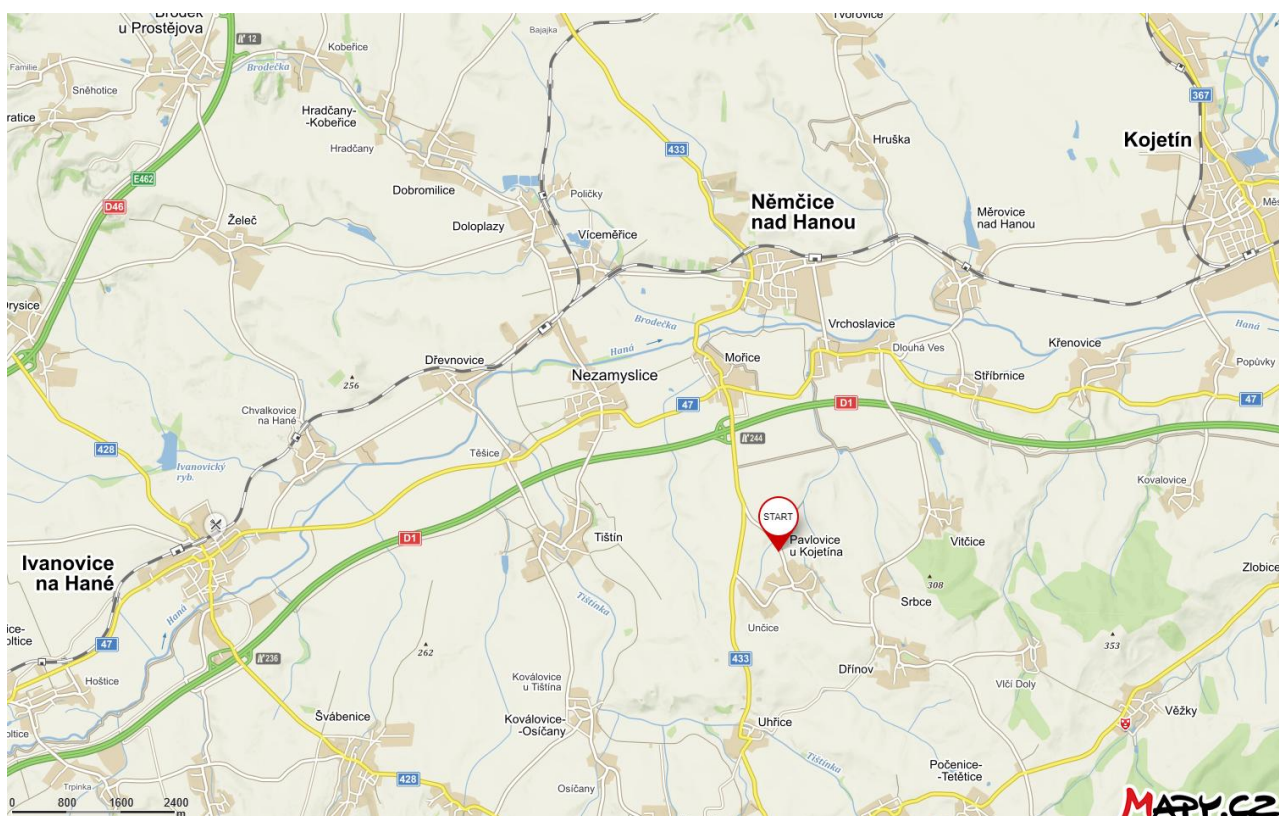 Brodek
u Prostějova
12
Kobeřice
Bajajka
Tvorovice
Familie
Sněhotice
Brodečka
Hradčany-
-Kobeřice
Hradčany
367
Kojetín
433
Hruška
E462
D46
Dobromilice
Poličky
Němčice
nad Hanou
Želeč
Doloplazy
Víceměřice
Měrovice
nad Hanou
Brodečka
Vrchoslavice
Haná
Dlouhá Ves
Křenovice
Haná
Popůvky
Dřevnovice
Mořice
256
Nezamyslice
Stříbrnice
Chvalkovice
na Hané
47
D1
47
428
244
Těšice
Ivanovický
ryb.
Kovalovice
START
D1
Tištín
Pavlovice
u Kojetína
Vitčice
Ivanovice
na Hané
Zlobice
308
Tištínka
Haná
Srbce
Unčice
47
236
262
433
353
Hoštice
Koválovice
u Tištína
Dřínov
Vlčí Doly
Švábenice
Koválovice-
-Osíčany
Uhřice
Věžky
Tištínka
Počenice-
-Tetětice
Trpinka
428
Osíčany
0 800 1600 2400
m
MAPY.CZ